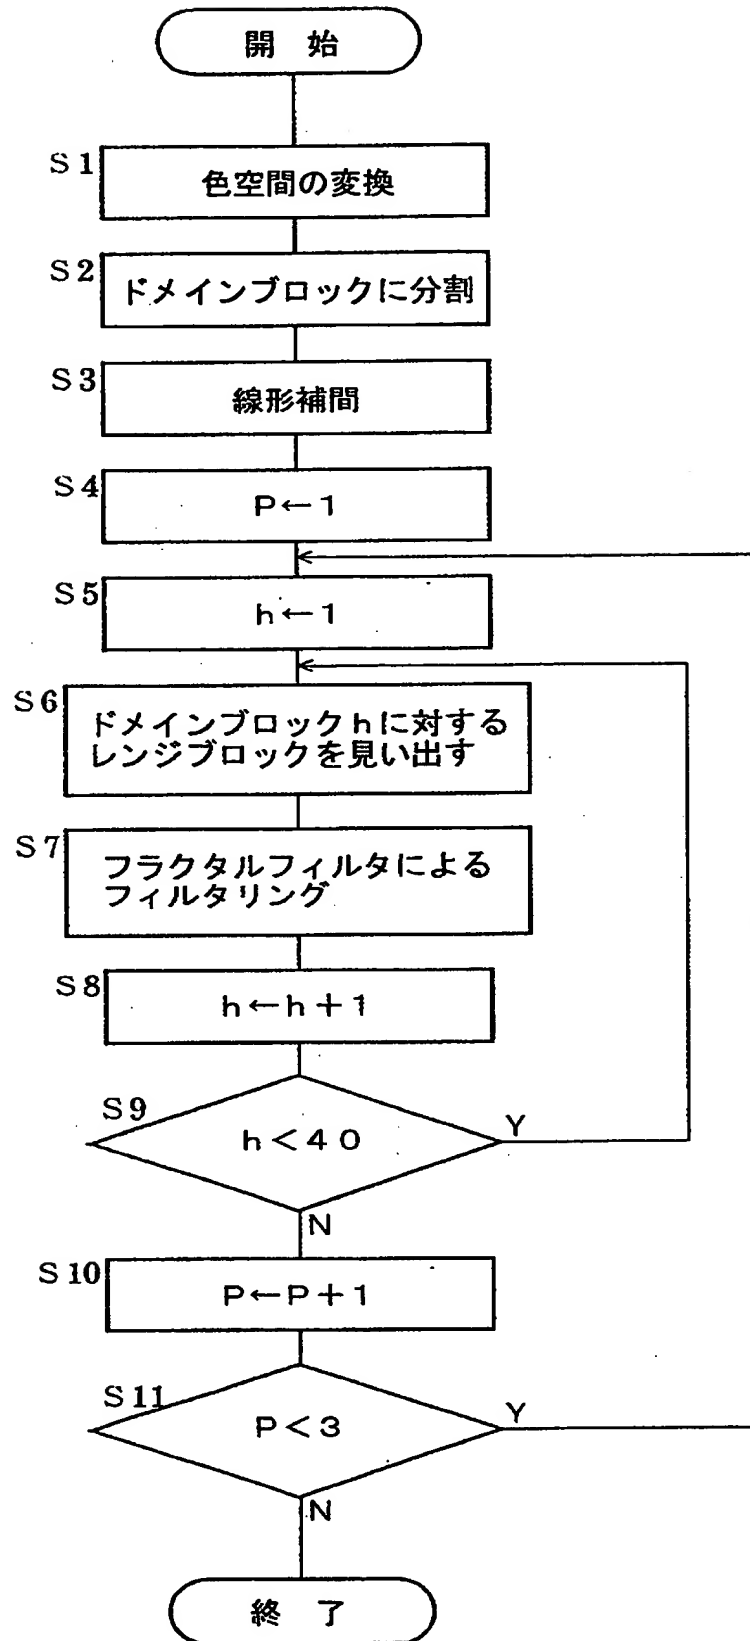 開　始
S1
色空間の変換
S2
ドメインブロックに分割
S3
線形補間
S4
P←1
S5
h←1
S6
ドメインブロックhに対する
レンジブロックを見い出す
S7
フラクタルフィルタによる
フィルタリング
S8
h←h＋1
S9
h＜40
Y
N
S10
P←P＋1
S11
P＜3
Y
N
終　了